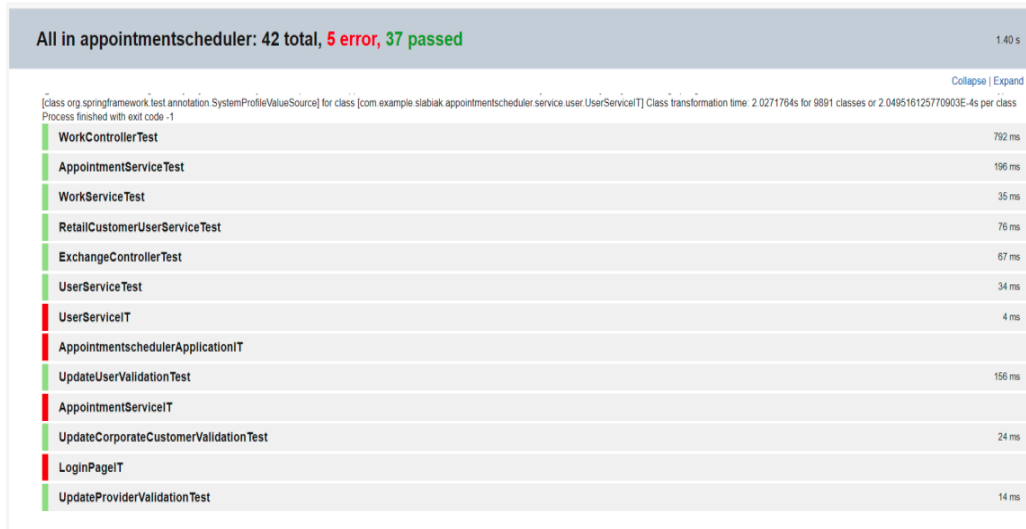 All in appointmentscheduler: 42 total, 5 error, 37 passed 1.40 s
Collapse | Expand
[class org.springframework.test.annotation.SystemProfileValueSource] for class [com.example.slabiak.appointmentscheduler.service.user.UserServiceIT] Class transformation time: 2.0271764s for 9891 classes or 2.049516125770903E-4s per class
Process finished with exit code -1
WorkControllerTest 792 ms
AppointmentServiceTest 196 ms
WorkServiceTest 35 ms
RetailCustomerUserServiceTest 76 ms
ExchangeControllerTest 67 ms
UserServiceTest 34 ms
UserServiceIT 4 ms
AppointmentschedulerApplicationIT
UpdateUserValidationTest 156 ms
AppointmentServiceIT
UpdateCorporateCustomerValidationTest 24 ms
LoginPageIT
UpdateProviderValidationTest 14 ms